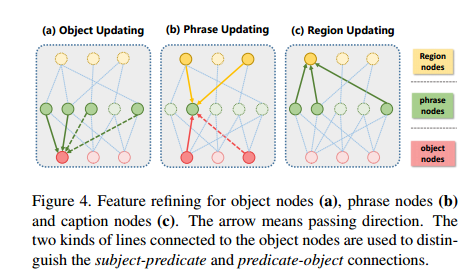 (a) Object Updating (b) Phrase Updating (c) Region Updating
Region
nodes
phrase
nodes
object
nodes
Figure 4. Feature refining for object nodes (a), phrase nodes (b)
and caption nodes (c). The arrow means passing direction. The
two kinds of lines connected to the object nodes are used to distin-
guish the subject-predicate and predicate-object connections.